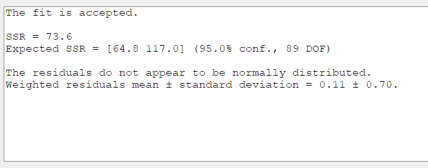 The fit is accepted.
SSR = 73.6
Expected SSR = [64.8 117.0] (95.0% conf., 89 DOF)
The residuals do not appear to be normally distributed.
Weighted residuals mean ± standard deviation = 0.11 ± 0.70.